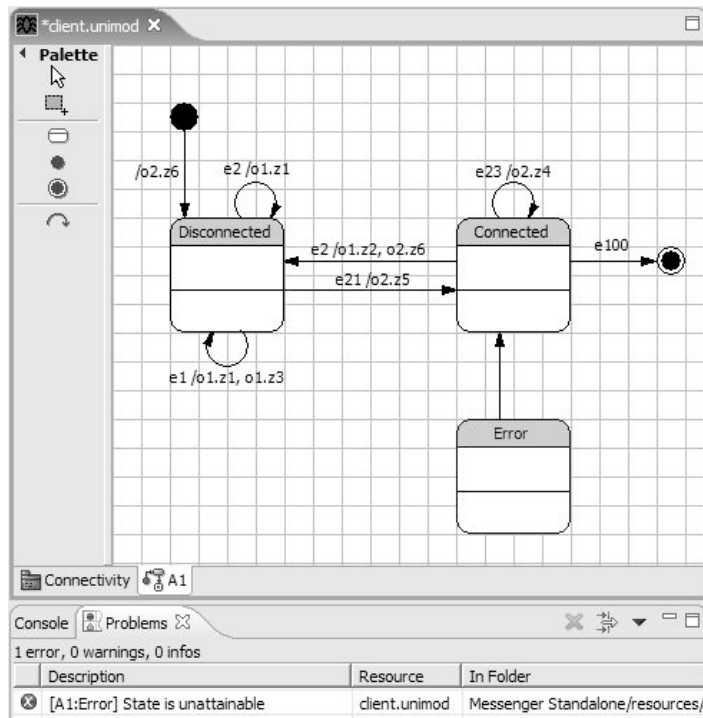 *client.unimod
Palette
/o2.z6
e2 /o1.z1
e23 /o2.z4
Disconnected
Connected
e2 /o1.z2, o2.z6
e100
e21 /o2.z5
e1 /o1.z1, o1.z3
Error
Connectivity
A1
Console Problems
1 error, 0 warnings, 0 infos
Description Resource In Folder
[A1:Error] State is unattainable client.unimod Messenger Standalone/resources/